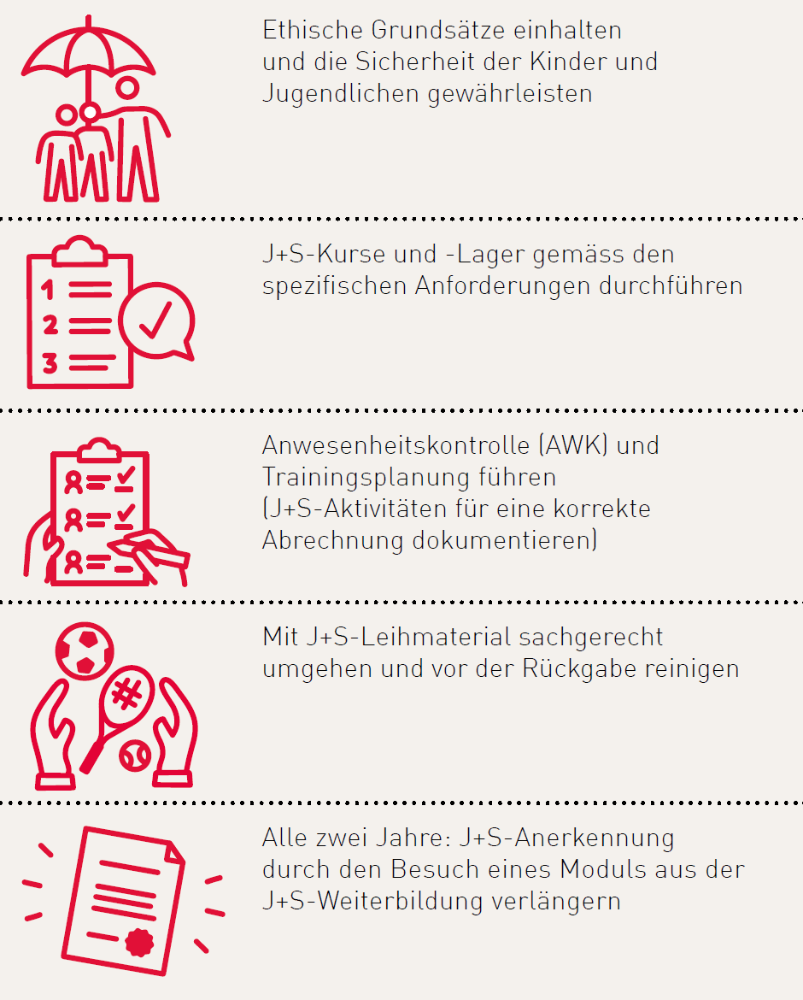 Ethische Grundsätze einhalten
und die Sicherheit der Kinder und
Jugendlichen gewährleisten
1
2
3
J+S-Kurse und -Lager gemäss den
spezifischen Anforderungen durchführen
Anwesenheitskontrolle (AWK) und
Trainingsplanung führen
(J+S-Aktivitäten für eine korrekte
Abrechnung dokumentieren)
Mit J+S-Leihmaterial sachgerecht
umgehen und vor der Rückgabe reinigen
Alle zwei Jahre: J+S-Anerkennung
durch den Besuch eines Moduls aus der
J+S-Weiterbildung verlängern